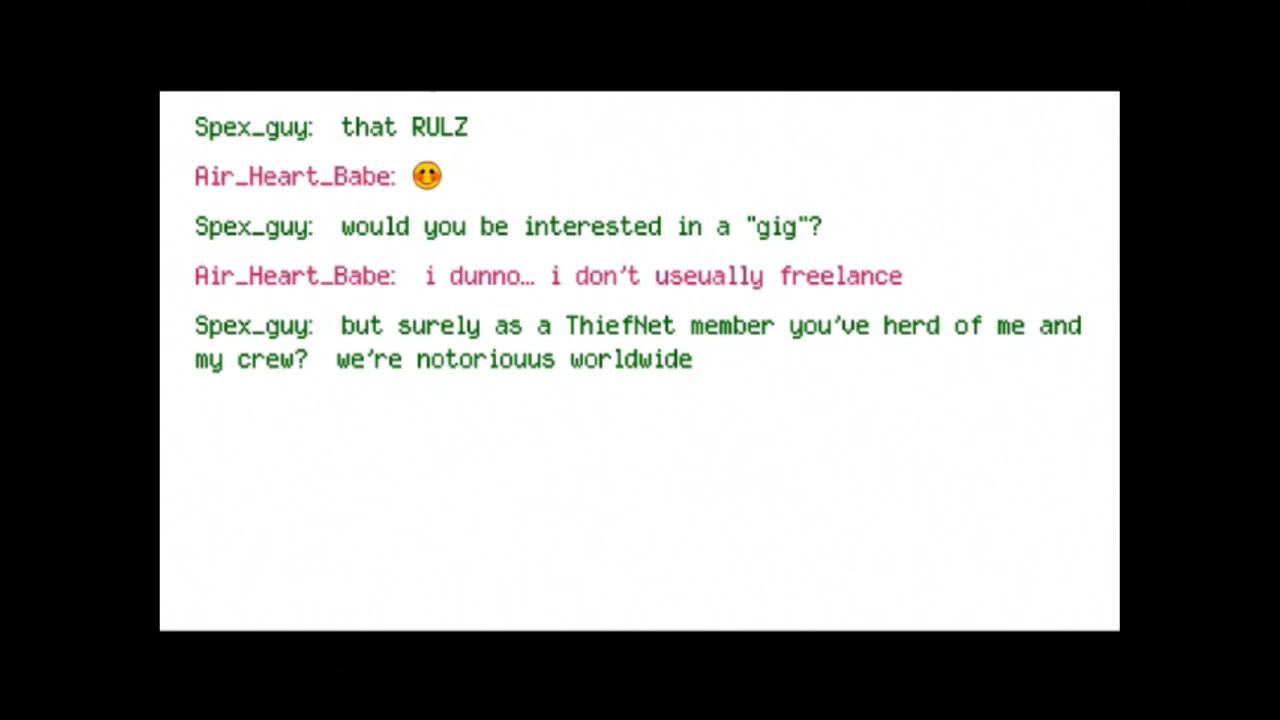 Spex_guy: that RULZ
Air_Heart_Babe: 😊
Spex_guy: would you be interested in a "gig"?
Air_Heart_Babe: i dunno... i don't useually freelance
Spex_guy: but surely as a ThiefNet member you've herd of me and
my crew? we're notoriouus worldwide